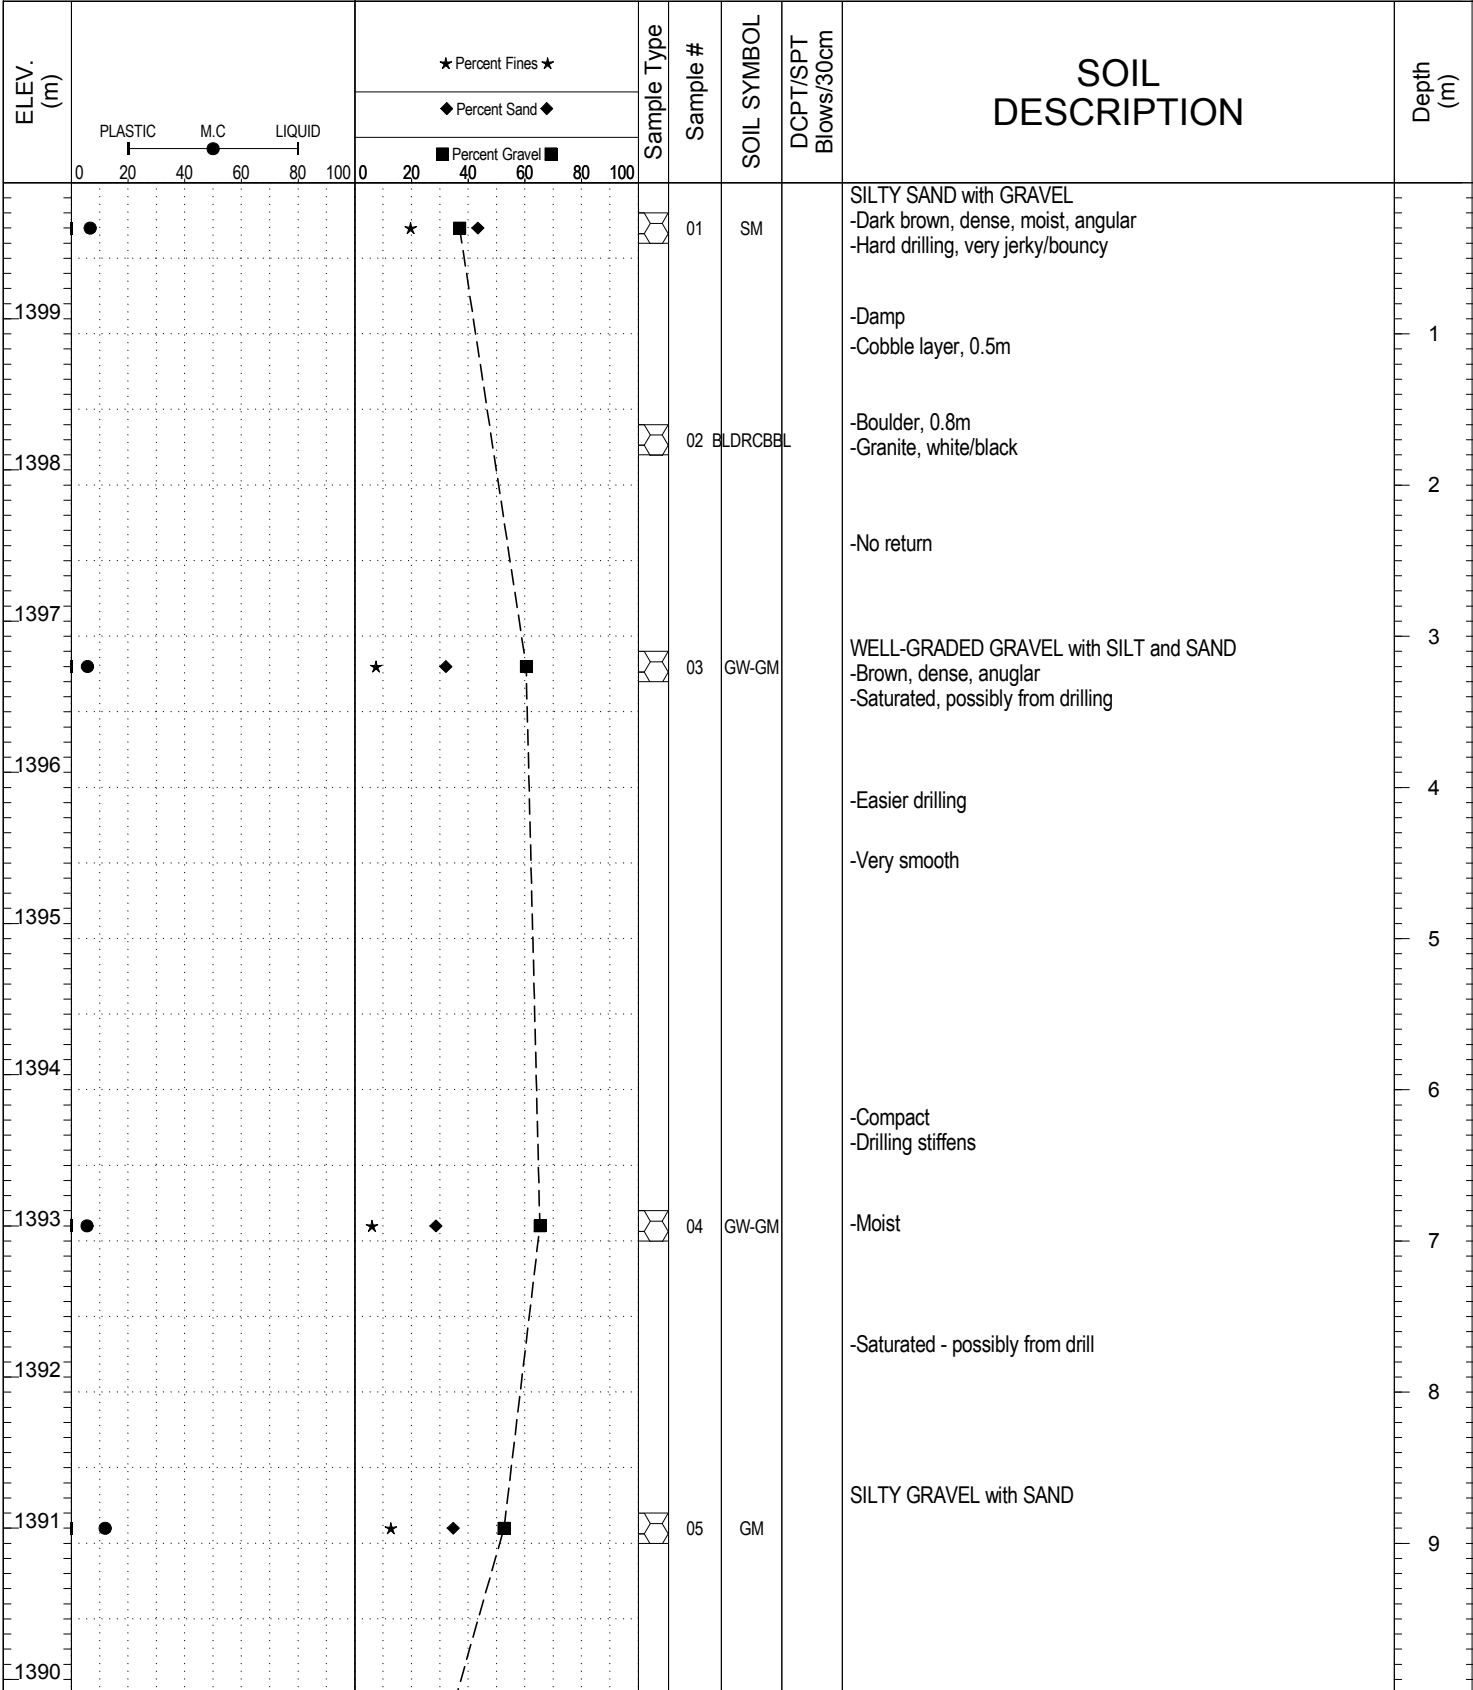 ELEV.
(m)
PLASTIC M.C LIQUID
0 20 40 60 80 100
★ Percent Fines ★
◆ Percent Sand ◆
■ Percent Gravel ■
0 20 40 60 80 100
Sample Type
Sample #
SOIL SYMBOL
DCPT/SPT
Blows/30cm
SOIL
DESCRIPTION
Depth
(m)
SILTY SAND with GRAVEL
01 SM -Dark brown, dense, moist, angular
-Hard drilling, very jerky/bouncy
1399 -Damp
1
-Cobble layer, 0.5m
-Boulder, 0.8m
02 BLDRCBBL -Granite, white/black
1398
2
-No return
1397
3
WELL-GRADED GRAVEL with SILT and SAND
03 GW-GM -Brown, dense, anuglar
-Saturated, possibly from drilling
1396
4
-Easier drilling
-Very smooth
1395
5
1394
6
-Compact
-Drilling stiffens
1393 04 GW-GM -Moist
7
-Saturated - possibly from drill
1392
8
SILTY GRAVEL with SAND
1391 05 GM
9
1390